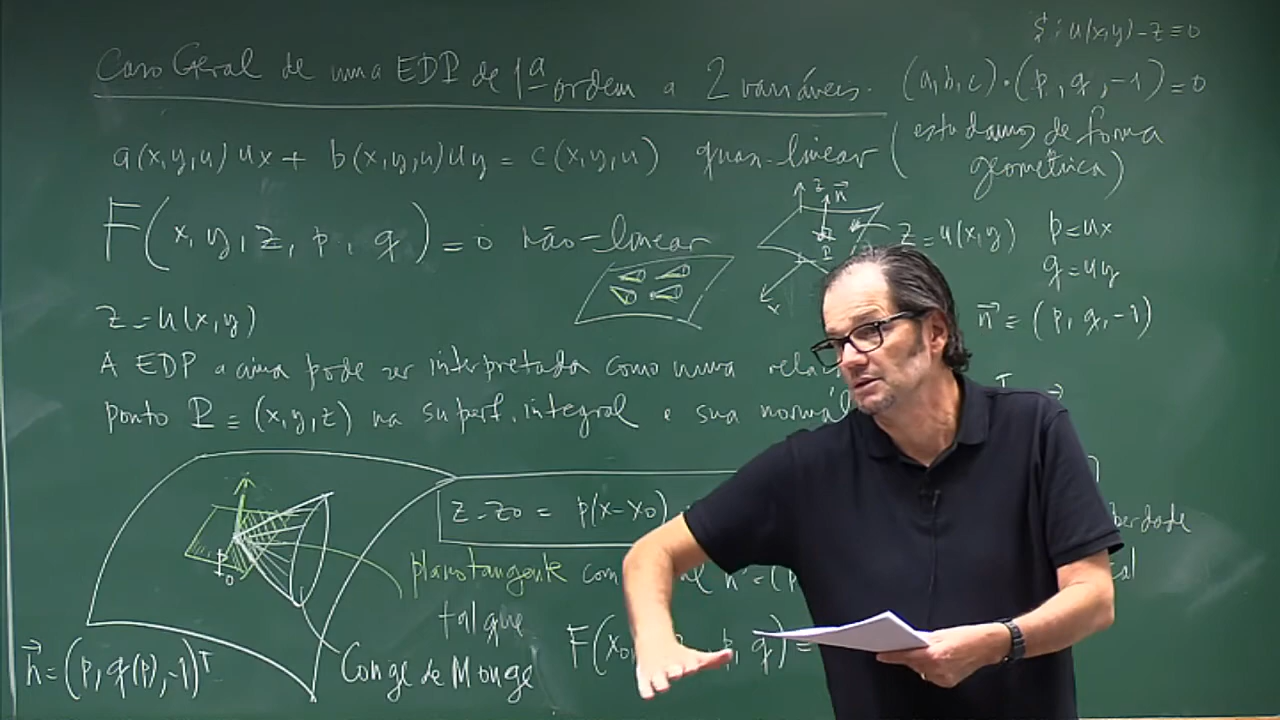 S: u(x,y)-z=0
Caso Geral de uma EDP de 1ª ordem a 2 variáveis.
(a,b,c)·(p,q,-1)=0
a(x,y,u)ux + b(x,y,u)uy = c(x,y,u) quasi-linear (estudamos de forma
geométrica)
F(x,y,z,p,q)=0 não-linear
z n
z=u(x,y) p=ux
q=uy
x
n=(p,q,-1)
z=u(x,y)
A EDP acima pode ser interpretada como uma
ponto P=(x,y,z) na superf. integral e sua normal
z-z0 = p(x-x0)
P0
plano tangente com
tal que
F(x0, p,q)=
n=(p,q(p),-1)T
Conge de Monge